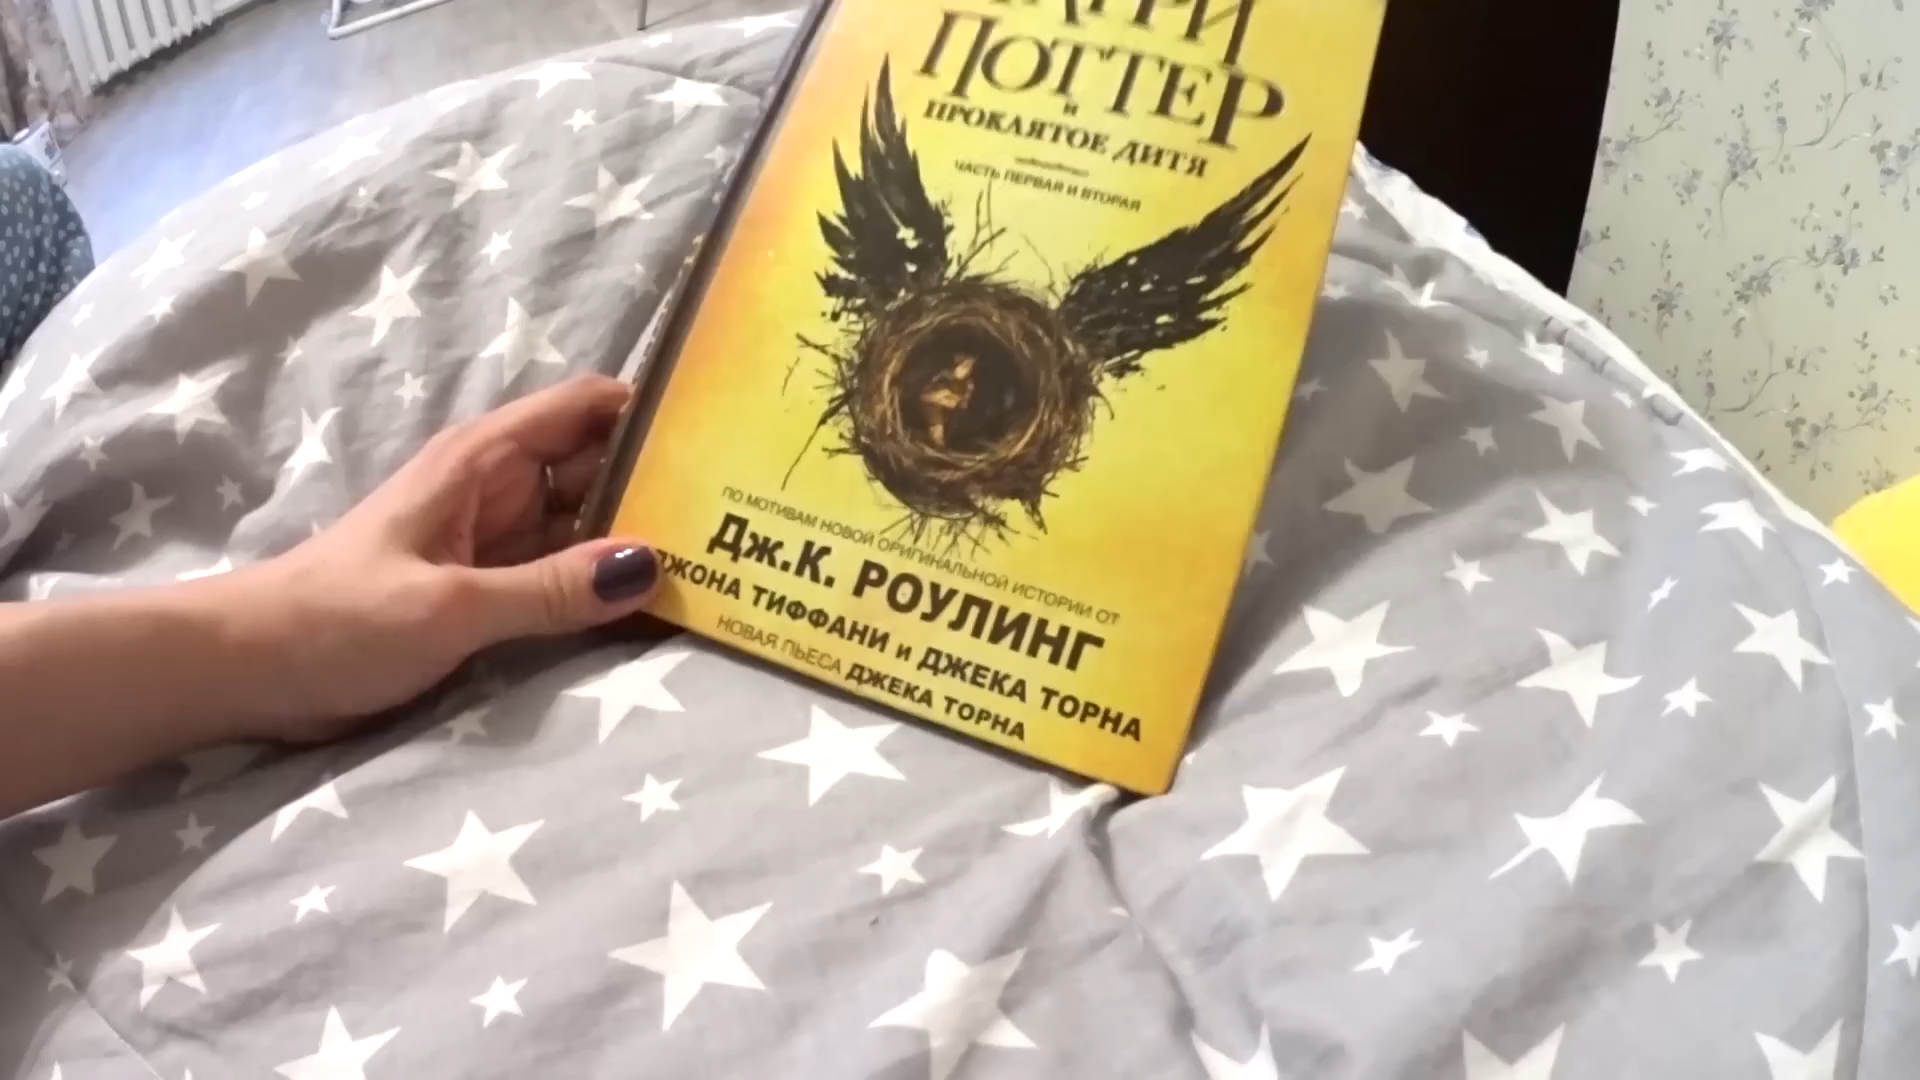 ПОТТЕР
И
ПРОКЛЯТОЕ ДИТЯ
ЧАСТЬ ПЕРВАЯ И ВТОРАЯ
ПО МОТИВАМ НОВОЙ ОРИГИНАЛЬНОЙ ИСТОРИИ ОТ
Дж.К. РОУЛИНГ
ДЖОНА ТИФФАНИ и ДЖЕКА ТОРНА
НОВАЯ ПЬЕСА ДЖЕКА ТОРНА